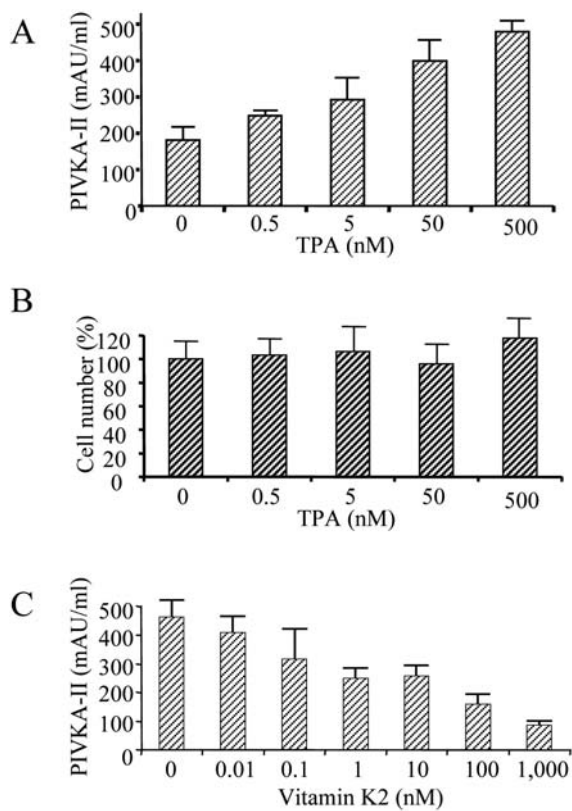 A
PIVKA-II (mAU/ml)
500
400
300
200
100
0
0 0.5 5 50 500
TPA (nM)
B
Cell number (%)
120
100
80
60
40
20
0
0 0.5 5 50 500
TPA (nM)
C
PIVKA-II (mAU/ml)
500
400
300
200
100
0
0 0.01 0.1 1 10 100 1,000
Vitamin K2 (nM)